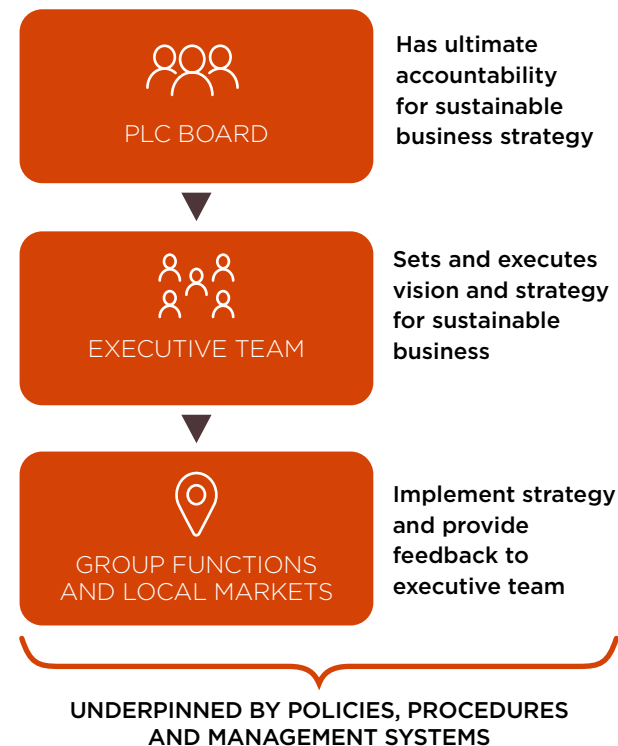 PLC BOARD
Has ultimate
accountability
for sustainable
business strategy
EXECUTIVE TEAM
Sets and executes
vision and strategy
for sustainable
business
GROUP FUNCTIONS
AND LOCAL MARKETS
Implement strategy
and provide
feedback to
executive team
UNDERPINNED BY POLICIES, PROCEDURES
AND MANAGEMENT SYSTEMS